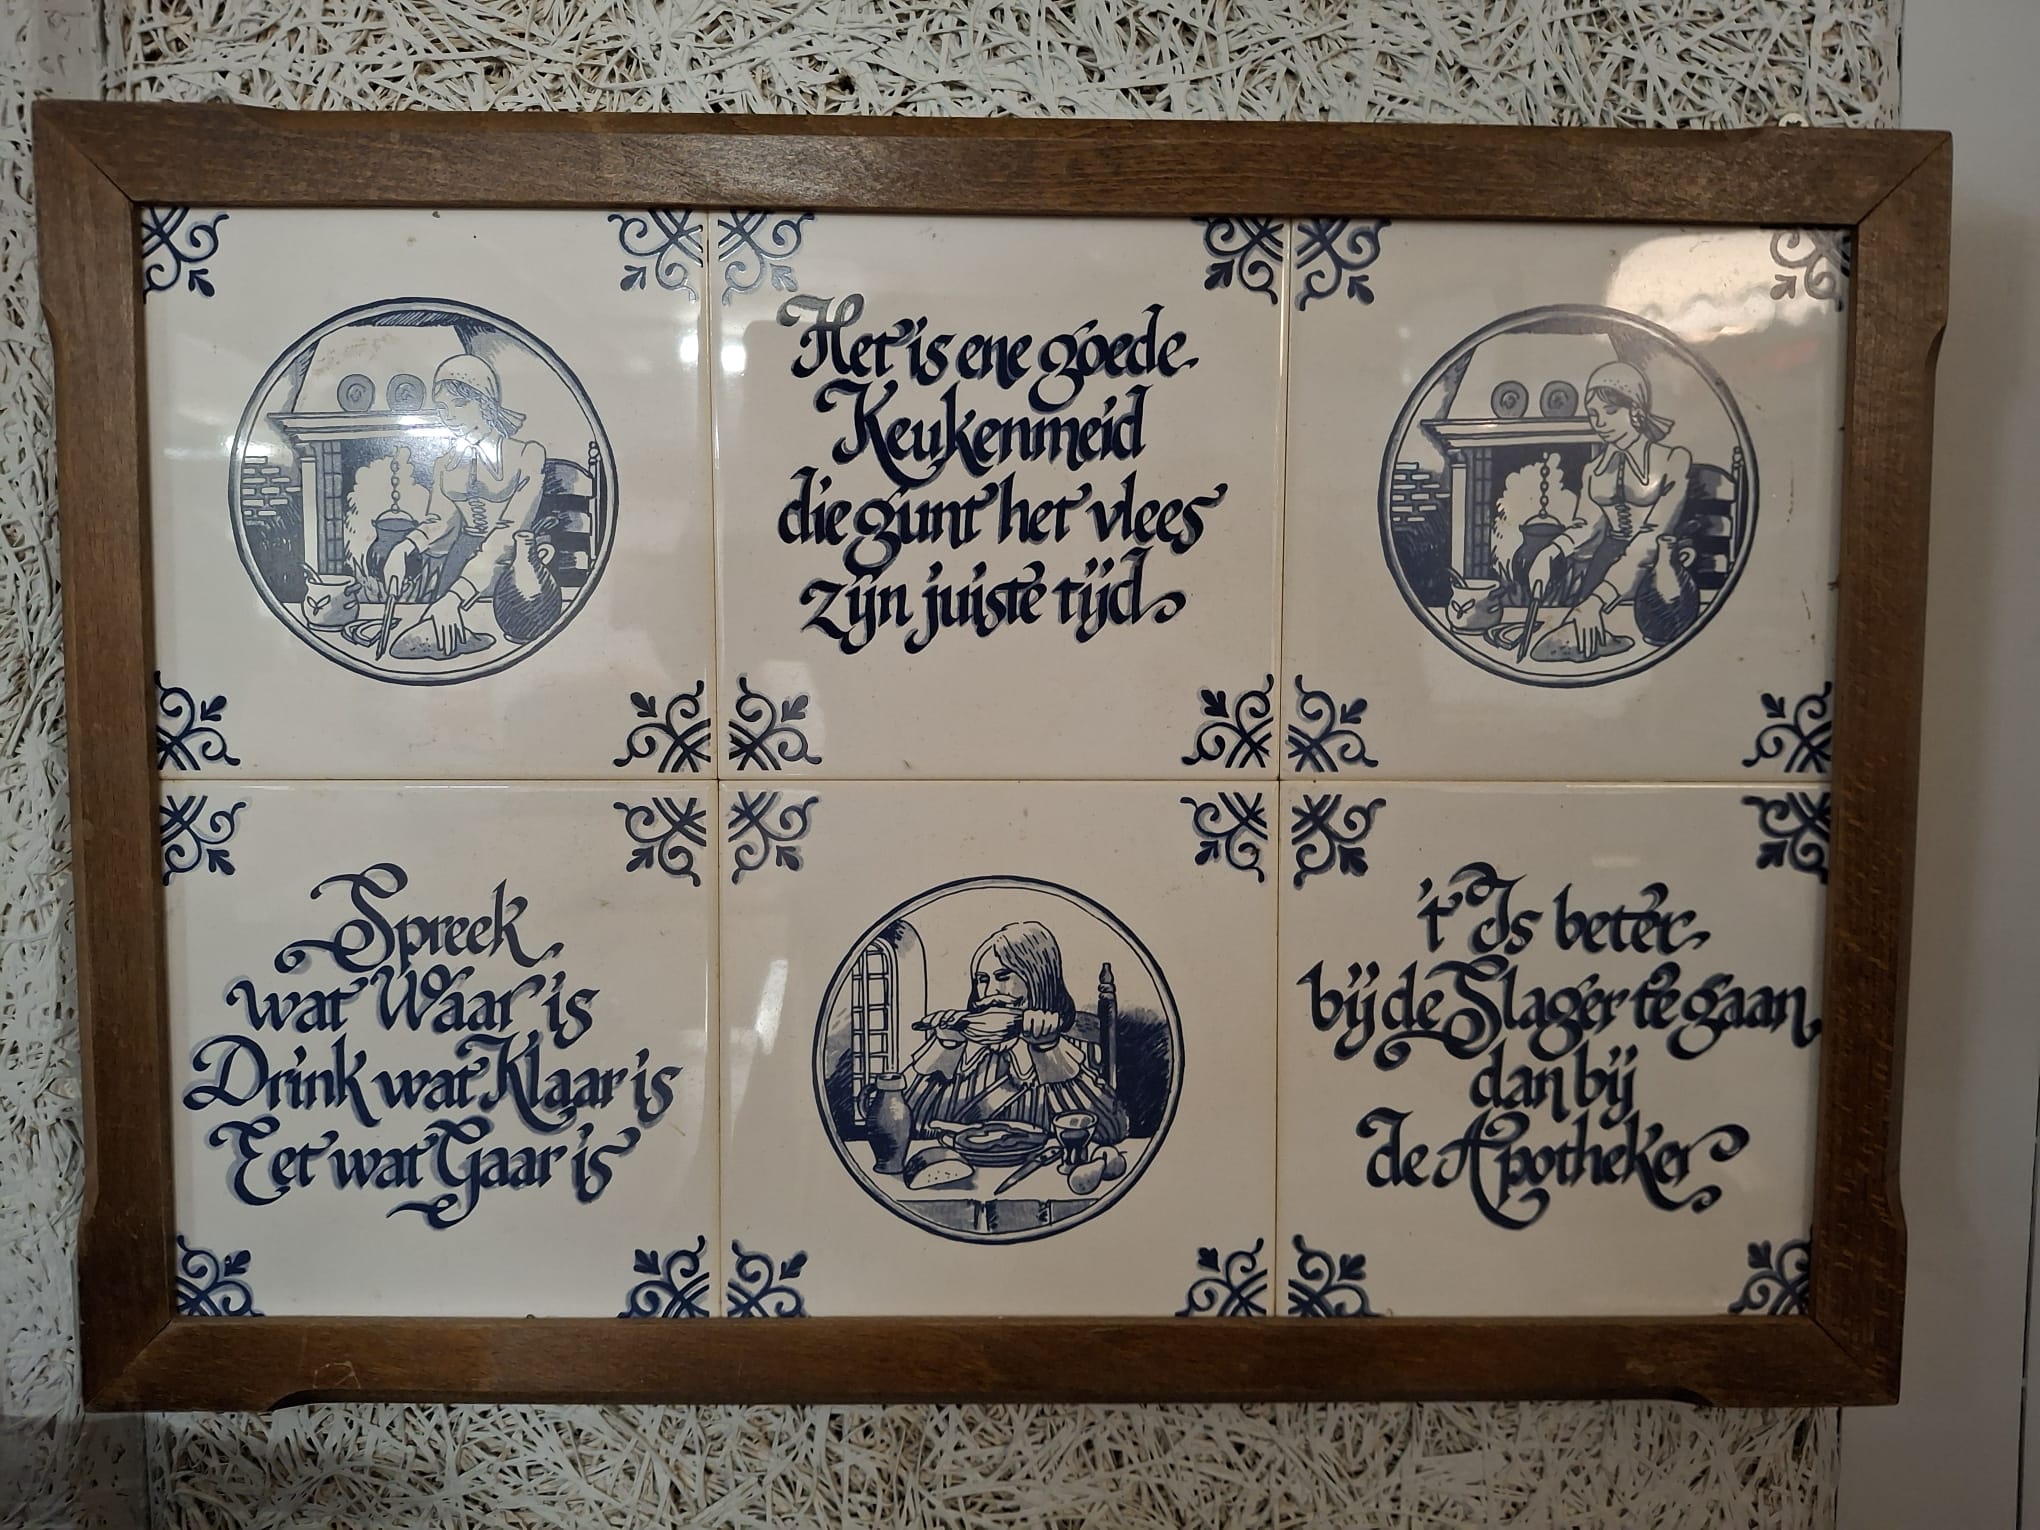 Het is ene goede
Keukenmeid
die gunt het vlees
zijn juiste tijd
Spreek
wat Waar is
Drink wat Klaar is
Eet wat Gaar is
't Is beter
bij de Slager te gaan
dan bij
de Apotheker